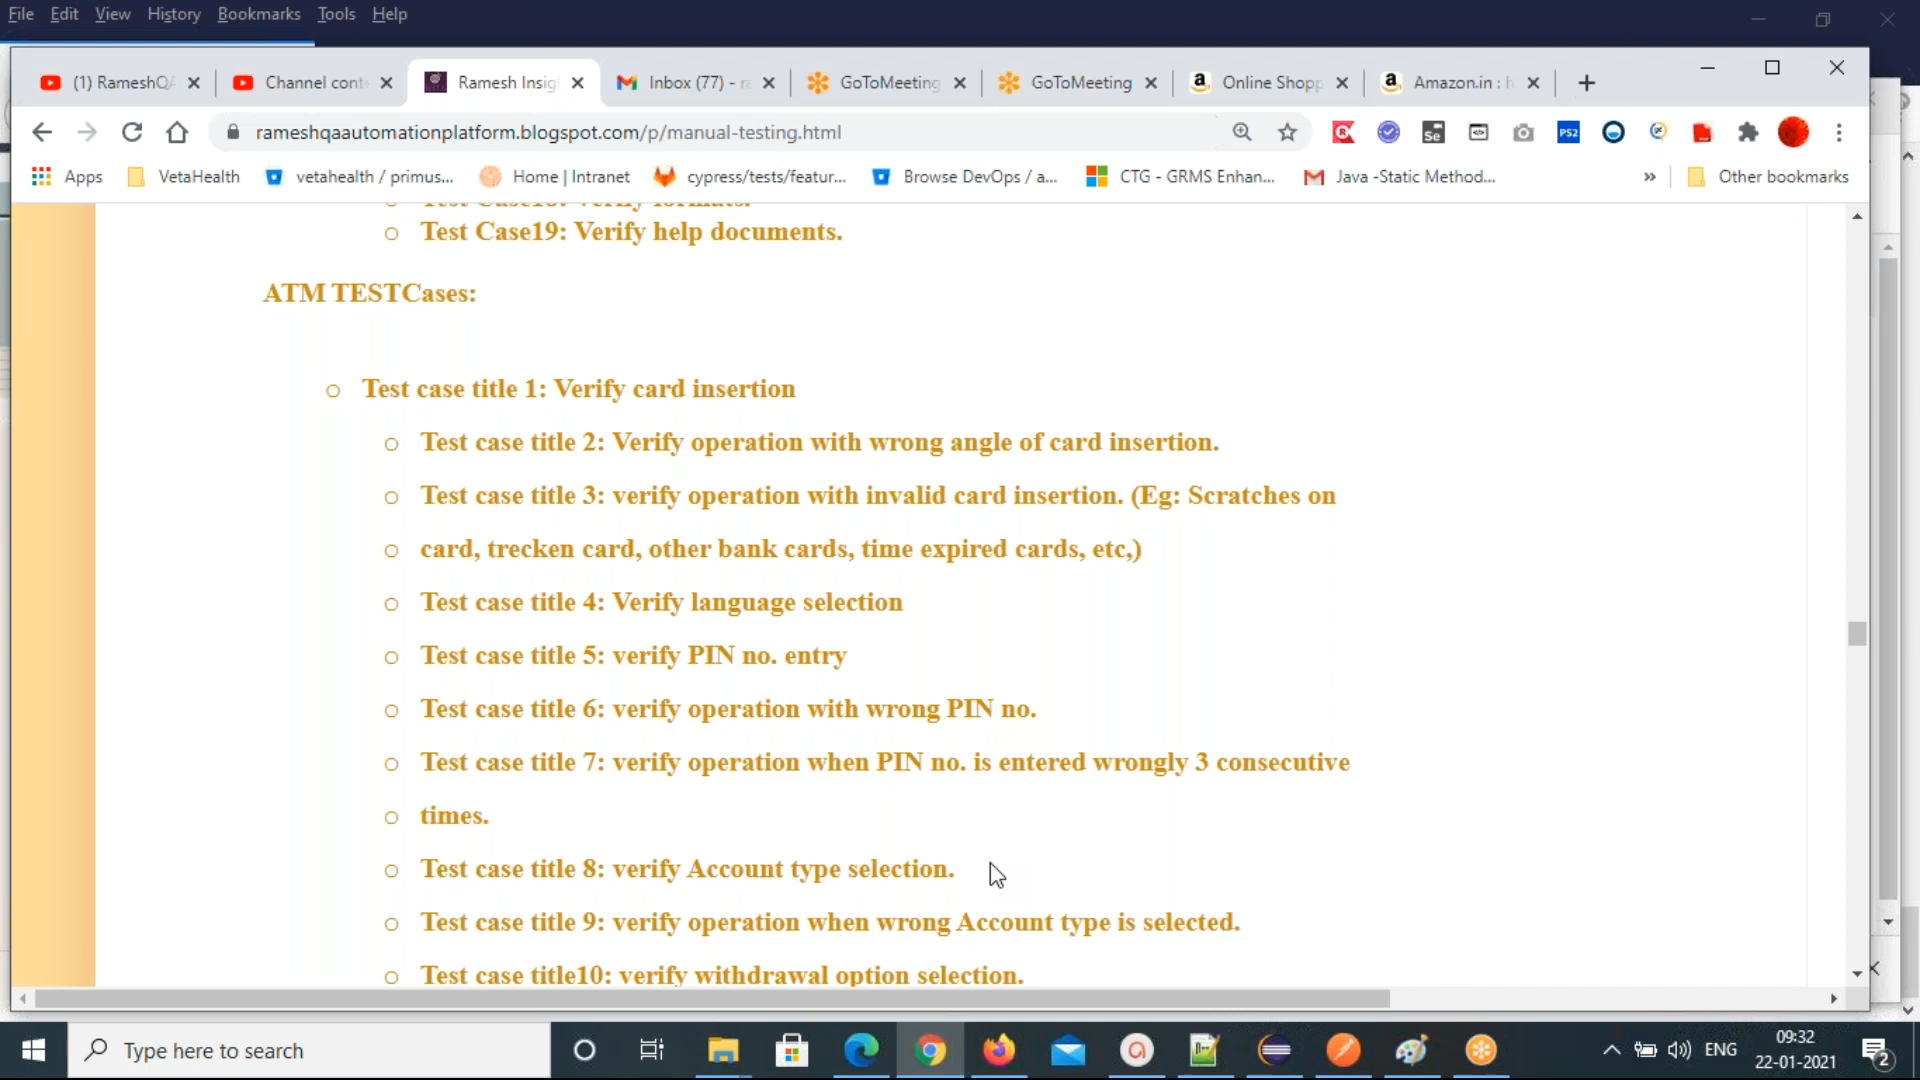 File Edit View History Bookmarks Tools Help
(1) RameshQA
Channel conte
Ramesh Insig
Inbox (77) - ra
GoToMeeting
GoToMeeting
Online Shopp
Amazon.in : h
rameshqaautomationplatform.blogspot.com/p/manual-testing.html
Apps VetaHealth vetahealth / primus... Home | Intranet cypress/tests/featur... Browse DevOps / a... CTG - GRMS Enhan... Java -Static Method... » Other bookmarks
Test Case19: Verify help documents.
ATM TESTCases:
Test case title 1: Verify card insertion
Test case title 2: Verify operation with wrong angle of card insertion.
Test case title 3: verify operation with invalid card insertion. (Eg: Scratches on
card, trecken card, other bank cards, time expired cards, etc,)
Test case title 4: Verify language selection
Test case title 5: verify PIN no. entry
Test case title 6: verify operation with wrong PIN no.
Test case title 7: verify operation when PIN no. is entered wrongly 3 consecutive
times.
Test case title 8: verify Account type selection.
Test case title 9: verify operation when wrong Account type is selected.
Test case title10: verify withdrawal option selection.
Type here to search
ENG
09:32
22-01-2021
2